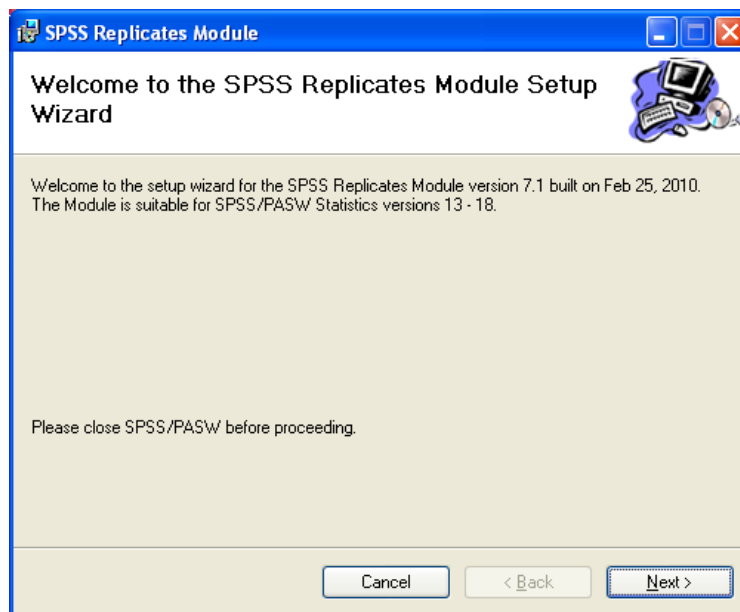 SPSS Replicates Module
Welcome to the SPSS Replicates Module Setup
Wizard
Welcome to the setup wizard for the SPSS Replicates Module version 7.1 built on Feb 25, 2010.
The Module is suitable for SPSS/PASW Statistics versions 13 - 18.
Please close SPSS/PASW before proceeding.
Cancel
< Back
Next >